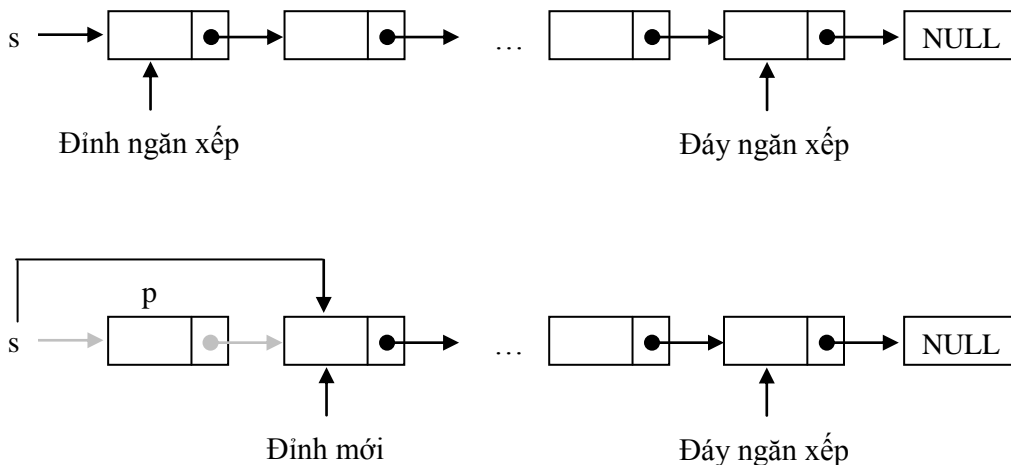 s … NULL
Đỉnh ngăn xếp Đáy ngăn xếp
p
s … NULL
Đỉnh mới Đáy ngăn xếp